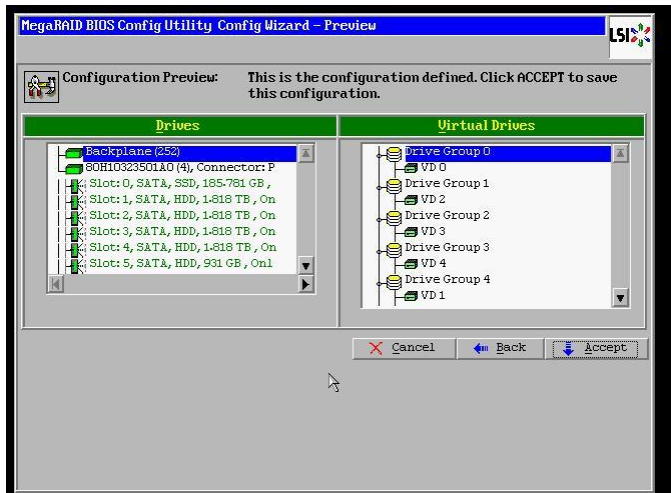 MegaRAID BIOS Config Utility Config Wizard - Preview
LSI
Configuration Preview:
This is the configuration defined. Click ACCEPT to save
this configuration.
Drives
Virtual Drives
Backplane (252)
80H10323501A0 (4), Connector: P
Slot: 0, SATA, SSD, 185.781 GB,
Slot: 1, SATA, HDD, 1.818 TB, On
Slot: 2, SATA, HDD, 1.818 TB, On
Slot: 3, SATA, HDD, 1.818 TB, On
Slot: 4, SATA, HDD, 1.818 TB, On
Slot: 5, SATA, HDD, 931 GB, Onl
Drive Group 0
VD 0
Drive Group 1
VD 2
Drive Group 2
VD 3
Drive Group 3
VD 4
Drive Group 4
VD 1
Cancel
Back
Accept